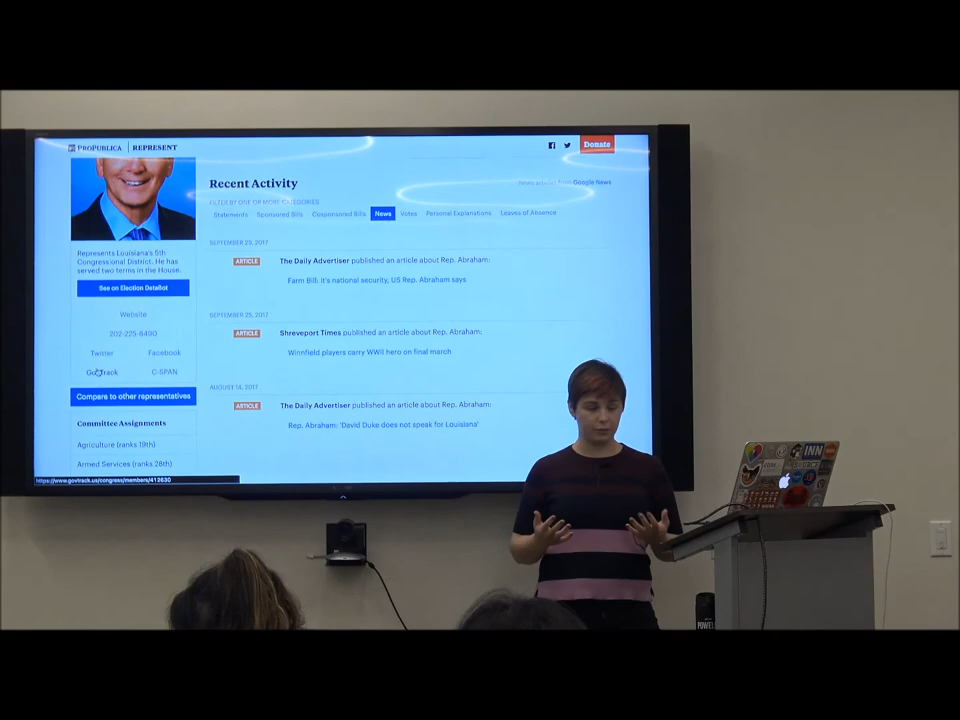 PROPUBLICA | REPRESENT
Donate
Recent Activity
News articles from Google News
FILTER BY ONE OR MORE CATEGORIES
Statements Sponsored Bills Cosponsored Bills News Votes Personal Explanations Leaves of Absence
Represents Louisiana's 5th
Congressional District. He has
served two terms in the House.
See on Election DataBot
Website
202-225-8490
Twitter Facebook
GovTrack C-SPAN
Compare to other representatives
Committee Assignments
Agriculture (ranks 19th)
Armed Services (ranks 28th)
https://www.govtrack.us/congress/members/412630
SEPTEMBER 29, 2017
ARTICLE The Daily Advertiser published an article about Rep. Abraham:
Farm Bill: it's national security, US Rep. Abraham says
SEPTEMBER 25, 2017
ARTICLE Shreveport Times published an article about Rep. Abraham:
Winnfield players carry WWII hero on final march
AUGUST 14, 2017
ARTICLE The Daily Advertiser published an article about Rep. Abraham:
Rep. Abraham: 'David Duke does not speak for Louisiana'
INN
SOURCE
POWE